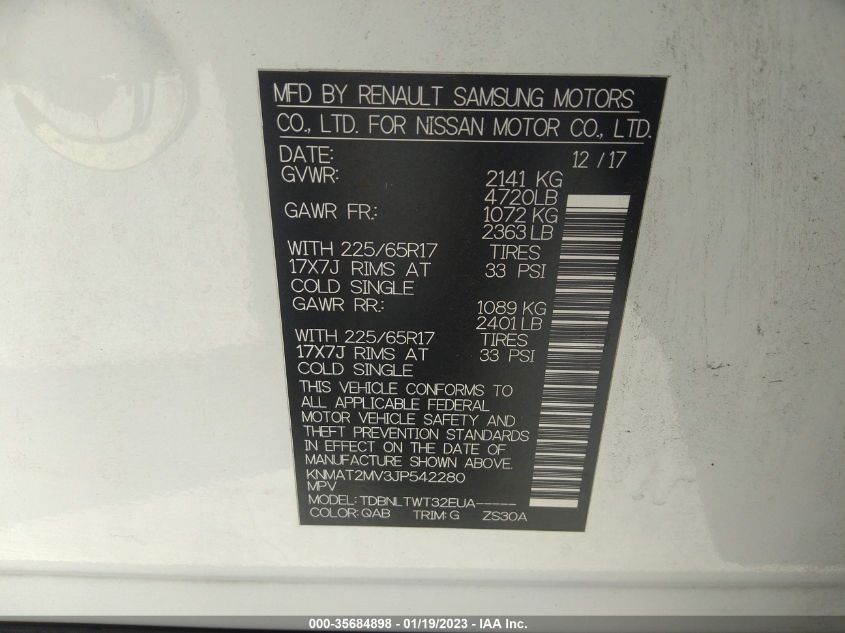 MFD BY RENAULT SAMSUNG MOTORS
CO., LTD. FOR NISSAN MOTOR CO., LTD.
DATE: 12 / 17
GVWR: 2141 KG
4720LB
GAWR FR.: 1072 KG
2363 LB
WITH 225/65R17 TIRES
17X7J RIMS AT 33 PSI
COLD SINGLE
GAWR RR.: 1089 KG
2401 LB
WITH 225/65R17 TIRES
17X7J RIMS AT 33 PSI
COLD SINGLE
THIS VEHICLE CONFORMS TO
ALL APPLICABLE FEDERAL
MOTOR VEHICLE SAFETY AND
THEFT PREVENTION STANDARDS
IN EFFECT ON THE DATE OF
MANUFACTURE SHOWN ABOVE.
KNMAT2MV3JP542280
MPV
MODEL: TDBNLTWT32EUA-----
COLOR: QAB TRIM: G ZS30A
000-35684898 - 01/19/2023 - IAA Inc.